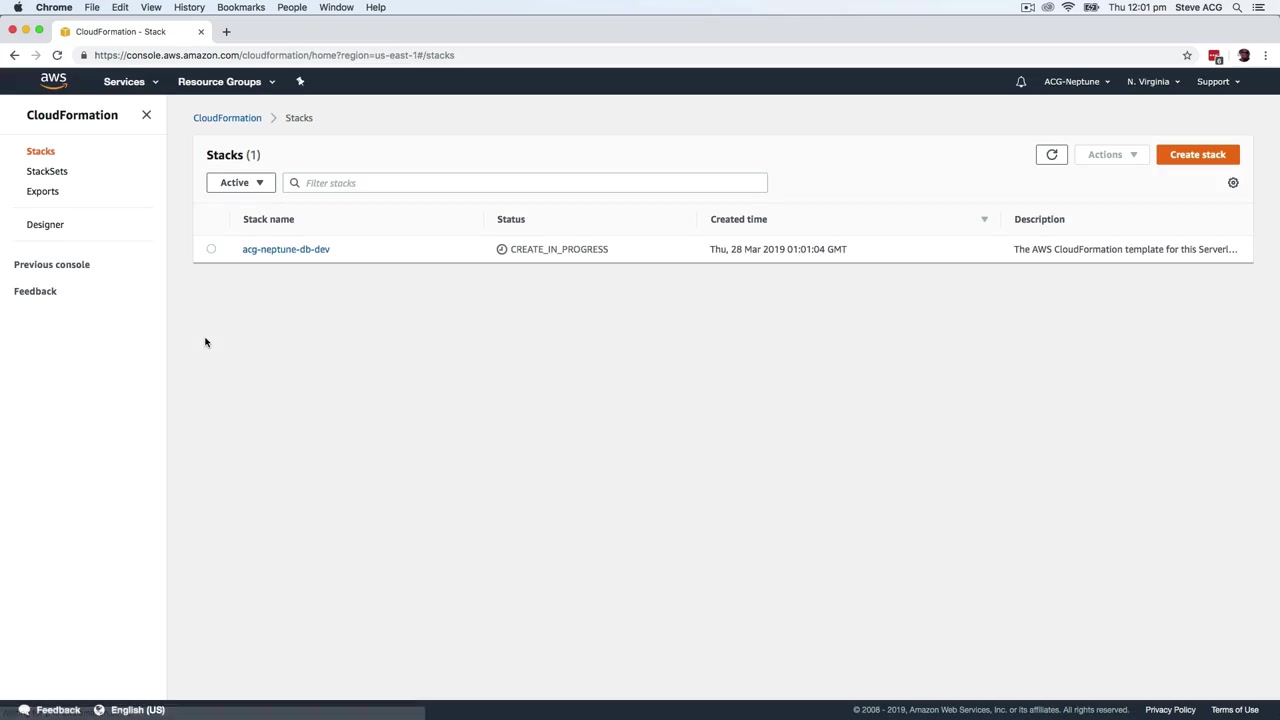 Chrome File Edit View History Bookmarks People Window Help Thu 12:01 pm Steve ACG
CloudFormation - Stack
https://console.aws.amazon.com/cloudformation/home?region=us-east-1#/stacks
aws Services Resource Groups ACG-Neptune N. Virginia Support
CloudFormation
Stacks
StackSets
Exports
Designer
Previous console
Feedback
CloudFormation Stacks
Stacks (1) Actions Create stack
Active Filter stacks
Stack name Status Created time Description
acg-neptune-db-dev CREATE_IN_PROGRESS Thu, 28 Mar 2019 01:01:04 GMT The AWS CloudFormation template for this Serverl...
Feedback English (US) © 2008 - 2019, Amazon Web Services, Inc. or its affiliates. All rights reserved. Privacy Policy Terms of Use